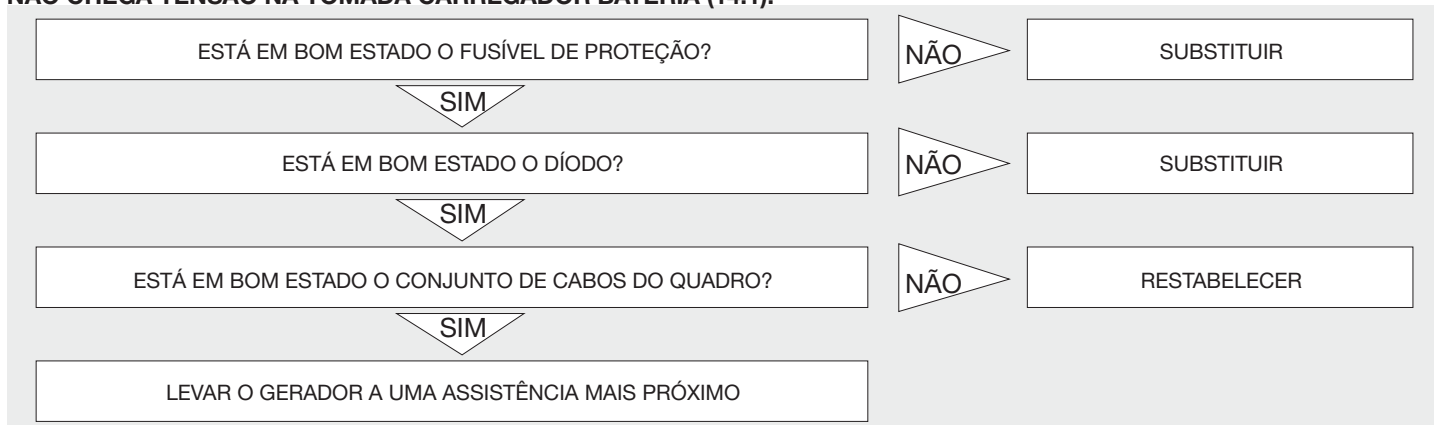 NÃO CHEGA TENSÃO NA TOMADA CARREGADOR BATERIA (14.1).
ESTÁ EM BOM ESTADO O FUSÍVEL DE PROTEÇÃO?
NÃO
SUBSTITUIR
SIM
ESTÁ EM BOM ESTADO O DÍODO?
NÃO
SUBSTITUIR
SIM
ESTÁ EM BOM ESTADO O CONJUNTO DE CABOS DO QUADRO?
NÃO
RESTABELECER
SIM
LEVAR O GERADOR A UMA ASSISTÊNCIA MAIS PRÓXIMO